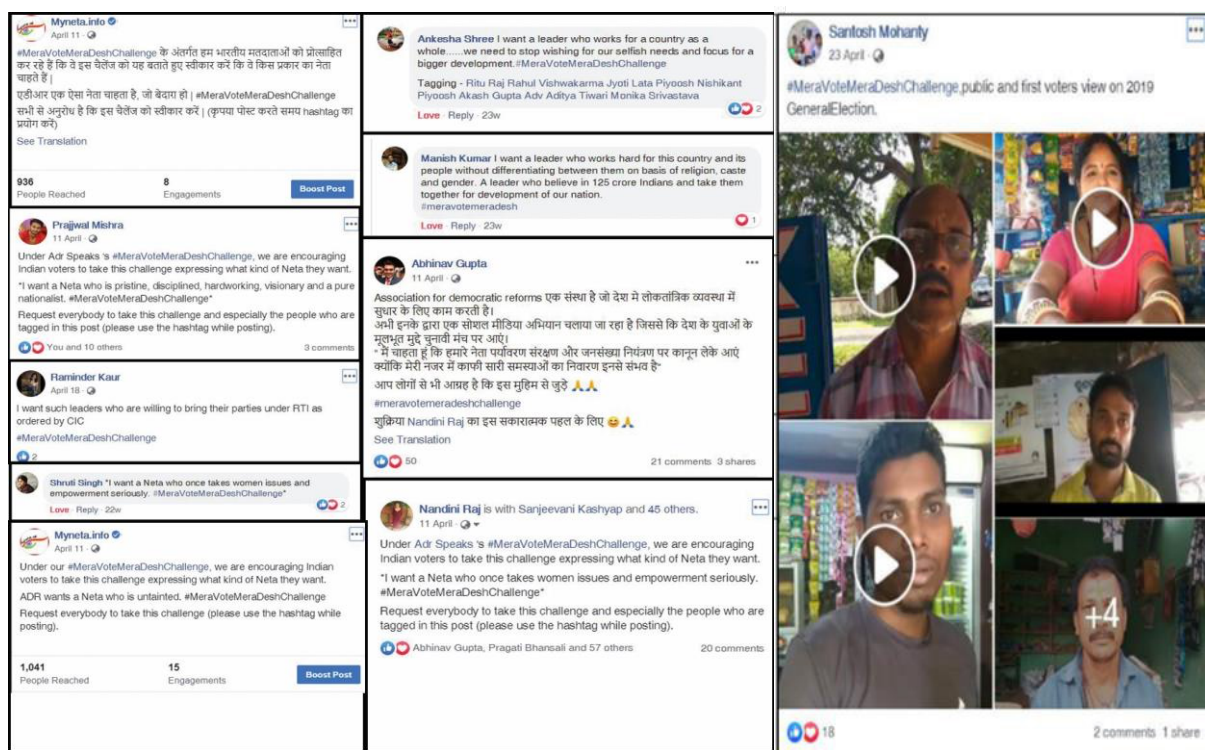 Myneta.info
April 11 ·
#MeraVoteMeraDeshChallenge के अंतर्गत हम भारतीय मतदाताओं को प्रोत्साहित
कर रहे हैं कि वे इस चैलेंज को यह बताते हुए स्वीकार करें कि वे किस प्रकार का नेता
चाहते हैं |
एडीआर एक ऐसा नेता चाहता है, जो बेदाग हो | #MeraVoteMeraDeshChallenge
सभी से अनुरोध है कि इस चैलेंज को स्वीकार करें | (कृपया पोस्ट करते समय hashtag का
प्रयोग करें)
See Translation
936
People Reached
8
Engagements
Boost Post
Prajjwal Mishra
11 April ·
Under Adr Speaks 's #MeraVoteMeraDeshChallenge, we are encouraging
Indian voters to take this challenge expressing what kind of Neta they want.
"I want a Neta who is pristine, disciplined, hardworking, visionary and a pure
nationalist. #MeraVoteMeraDeshChallenge"
Request everybody to take this challenge and especially the people who are
tagged in this post (please use the hashtag while posting).
You and 10 others
3 comments
Raminder Kaur
April 18 ·
I want such leaders who are willing to bring their parties under RTI as
ordered by CIC
#MeraVoteMeraDeshChallenge
2
Shruti Singh "I want a Neta who once takes women issues and
empowerment seriously. #MeraVoteMeraDeshChallenge"
2
Love · Reply · 22w
Myneta.info
April 11 ·
Under our #MeraVoteMeraDeshChallenge, we are encouraging Indian
voters to take this challenge expressing what kind of Neta they want.
ADR wants a Neta who is untainted. #MeraVoteMeraDeshChallenge
Request everybody to take this challenge (please use the hashtag while
posting).
1,041
People Reached
15
Engagements
Boost Post
Ankesha Shree I want a leader who works for a country as a
whole......we need to stop wishing for our selfish needs and focus for a
bigger development.#MeraVoteMeraDeshChallenge
Tagging - Ritu Raj Rahul Vishwakarma Jyoti Lata Piyoosh Nishikant
Piyoosh Akash Gupta Adv Aditya Tiwari Monika Srivastava
2
Love · Reply · 23w
Manish Kumar I want a leader who works hard for this country and its
people without differentiating between them on basis of religion, caste
and gender. A leader who believe in 125 crore Indians and take them
together for development of our nation.
#meravotemeradesh
1
Love · Reply · 23w
Abhinav Gupta
11 April ·
Association for democratic reforms एक संस्था है जो देश मे लोकतांत्रिक व्यवस्था में
सुधार के लिए काम करती है।
अभी इनके द्वारा एक सोशल मीडिया अभियान चलाया जा रहा है जिससे कि देश के युवाओं के
मूलभूत मुद्दे चुनावी मंच पर आएं।
" मैं चाहता हूं कि हमारे नेता पर्यावरण संरक्षण और जनसंख्या नियंत्रण पर कानून लेके आएं
क्योंकि मेरी नजर में काफी सारी समस्याओं का निवारण इनसे संभव है"
आप लोगों से भी आग्रह है कि इस मुहिम से जुड़े 🙏🙏
#meravotemeradeshchallenge
शुक्रिया Nandini Raj का इस सकारात्मक पहल के लिए 😊🙏
See Translation
50
21 comments 3 shares
Nandini Raj is with Sanjeevani Kashyap and 45 others.
11 April ·
Under Adr Speaks 's #MeraVoteMeraDeshChallenge, we are encouraging
Indian voters to take this challenge expressing what kind of Neta they want.
"I want a Neta who once takes women issues and empowerment seriously.
#MeraVoteMeraDeshChallenge"
Request everybody to take this challenge and especially the people who are
tagged in this post (please use the hashtag while posting).
Abhinav Gupta, Pragati Bhansali and 57 others
20 comments
Santosh Mohanty
23 April ·
#MeraVoteMeraDeshChallenge,public and first voters view on 2019
GeneralElection.
+4
18
2 comments 1 share